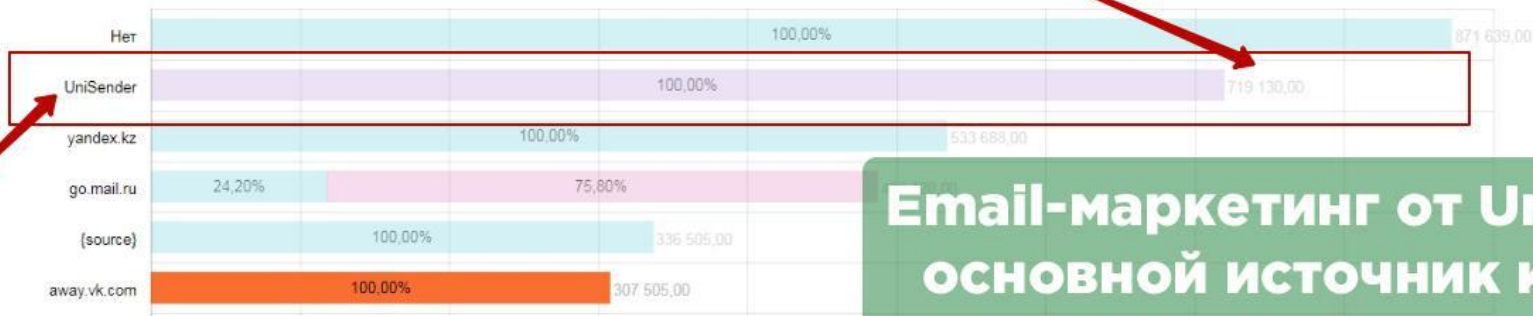 Нет 100,00% 871 639,00
UniSender 100,00% 719 130,00
yandex.kz 100,00% 533 688,00
go.mail.ru 24,20% 75,80%
{source} 100,00% 336 505,00
away.vk.com 100,00% 307 505,00
Email-маркетинг от
основной источник